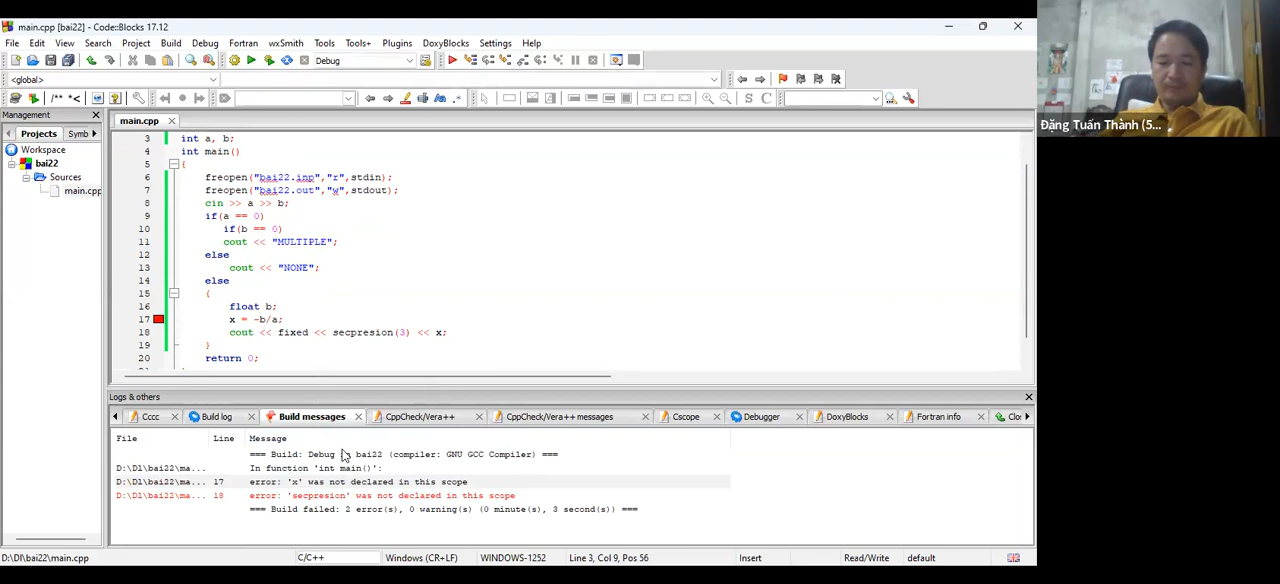 main.cpp [bai22] - Code::Blocks 17.12
File Edit View Search Project Build Debug Fortran wxSmith Tools Tools+ Plugins DoxyBlocks Settings Help
Debug
<global>
/** *<
S C
Management
main.cpp
Projects Symb
Workspace
bai22
Sources
main.cpp
3 int a, b;
4 int main()
5 {
6 freopen("bai22.inp","r",stdin);
7 freopen("bai22.out","w",stdout);
8 cin >> a >> b;
9 if(a == 0)
10 if(b == 0)
11 cout << "MULTIPLE";
12 else
13 cout << "NONE";
14 else
15 {
16 float b;
17 x = -b/a;
18 cout << fixed << secpresion(3) << x;
19 }
20 return 0;
Logs & others
Cccc Build log Build messages CppCheck/Vera++ CppCheck/Vera++ messages Cscope Debugger DoxyBlocks Fortran info Clo
File Line Message
=== Build: Debug in bai22 (compiler: GNU GCC Compiler) ===
D:\Dl\bai22\ma... In function 'int main()':
D:\Dl\bai22\ma... 17 error: 'x' was not declared in this scope
D:\Dl\bai22\ma... 18 error: 'secpresion' was not declared in this scope
=== Build failed: 2 error(s), 0 warning(s) (0 minute(s), 3 second(s)) ===
D:\Dl\bai22\main.cpp C/C++ Windows (CR+LF) WINDOWS-1252 Line 3, Col 9, Pos 56 Insert Read/Write default
Đặng Tuấn Thành (5...